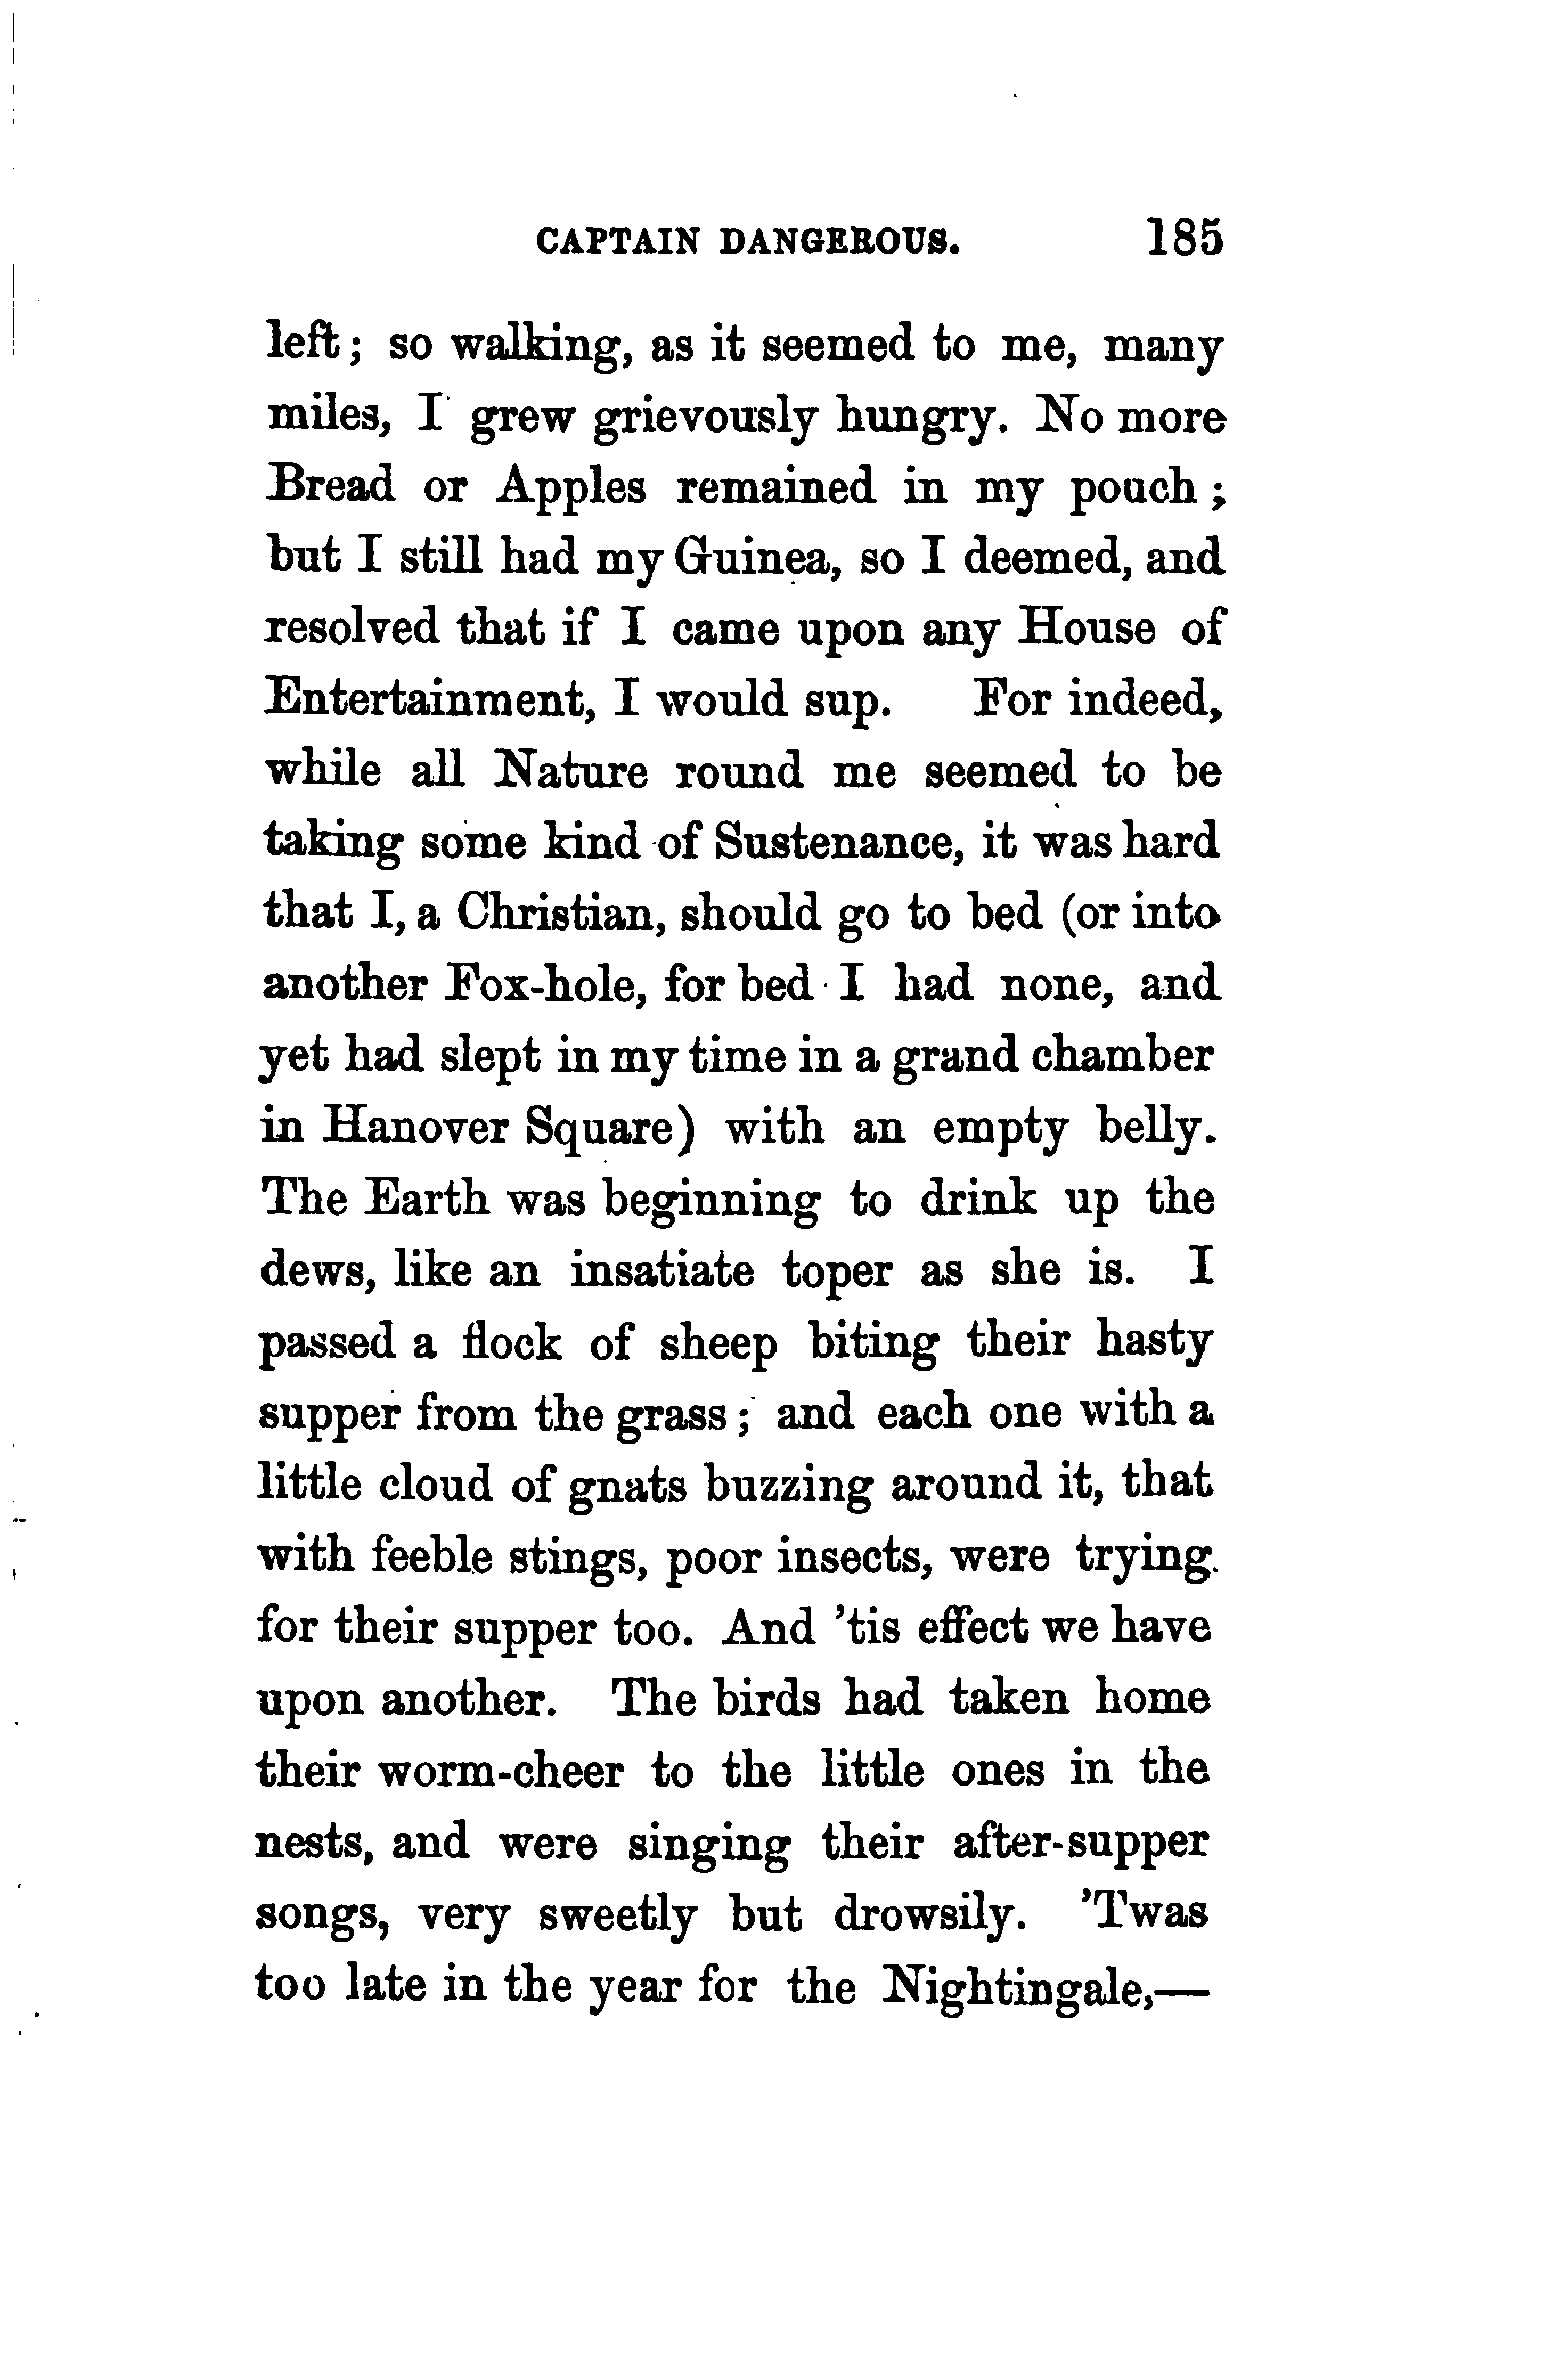 CAPTAIN DANGEROUS. 185
left; so walking, as it seemed to me, many
miles, I grew grievously hungry. No more
Bread or Apples remained in my pouch;
but I still had my Guinea, so I deemed, and
resolved that if I came upon any House of
Entertainment, I would sup. For indeed,
while all Nature round me seemed to be
taking some kind of Sustenance, it was hard
that I, a Christian, should go to bed (or into
another Fox-hole, for bed I had none, and
yet had slept in my time in a grand chamber
in Hanover Square) with an empty belly.
The Earth was beginning to drink up the
dews, like an insatiate toper as she is. I
passed a flock of sheep biting their hasty
supper from the grass; and each one with a
little cloud of gnats buzzing around it, that
with feeble stings, poor insects, were trying
for their supper too. And 'tis effect we have
upon another. The birds had taken home
their worm-cheer to the little ones in the
nests, and were singing their after-supper
songs, very sweetly but drowsily. 'Twas
too late in the year for the Nightingale,—